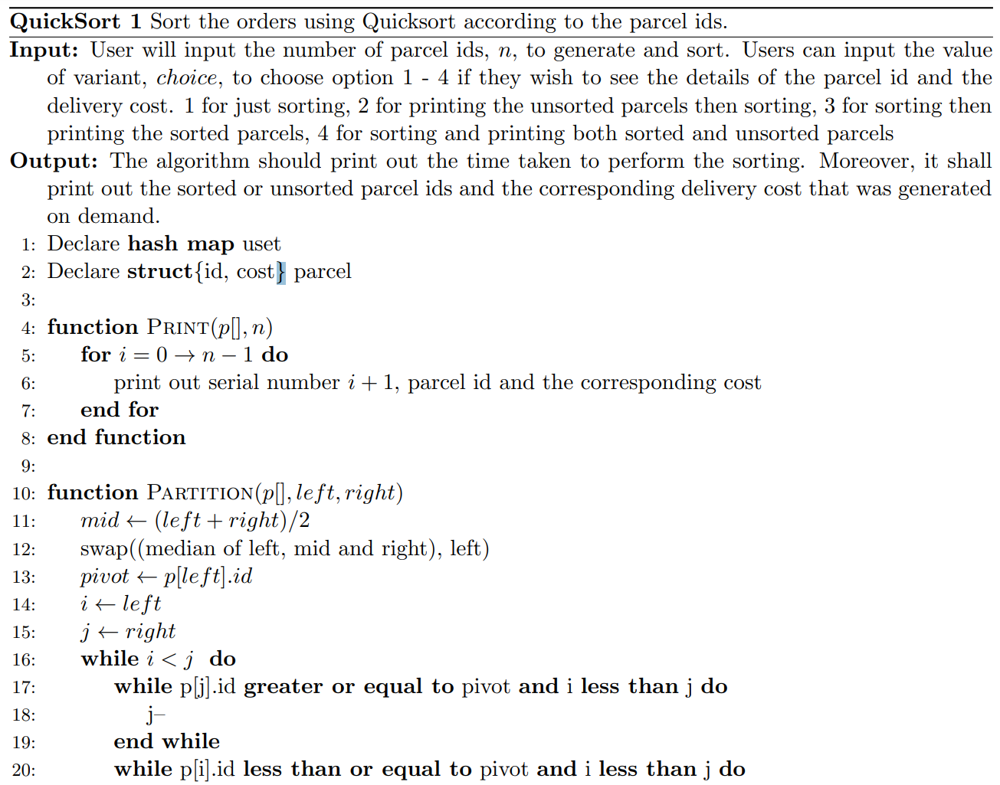 QuickSort 1 Sort the orders using Quicksort according to the parcel ids.
Input: User will input the number of parcel ids, n, to generate and sort. Users can input the value
of variant, choice, to choose option 1 - 4 if they wish to see the details of the parcel id and the
delivery cost. 1 for just sorting, 2 for printing the unsorted parcels then sorting, 3 for sorting then
printing the sorted parcels, 4 for sorting and printing both sorted and unsorted parcels
Output: The algorithm should print out the time taken to perform the sorting. Moreover, it shall
print out the sorted or unsorted parcel ids and the corresponding delivery cost that was generated
on demand.
1: Declare hash map uset
2: Declare struct{id, cost} parcel
3:
4: function Print(p[], n)
5: for i = 0 → n − 1 do
6: print out serial number i + 1, parcel id and the corresponding cost
7: end for
8: end function
9:
10: function Partition(p[], left, right)
11: mid ← (left + right)/2
12: swap((median of left, mid and right), left)
13: pivot ← p[left].id
14: i ← left
15: j ← right
16: while i < j do
17: while p[j].id greater or equal to pivot and i less than j do
18: j–
19: end while
20: while p[i].id less than or equal to pivot and i less than j do